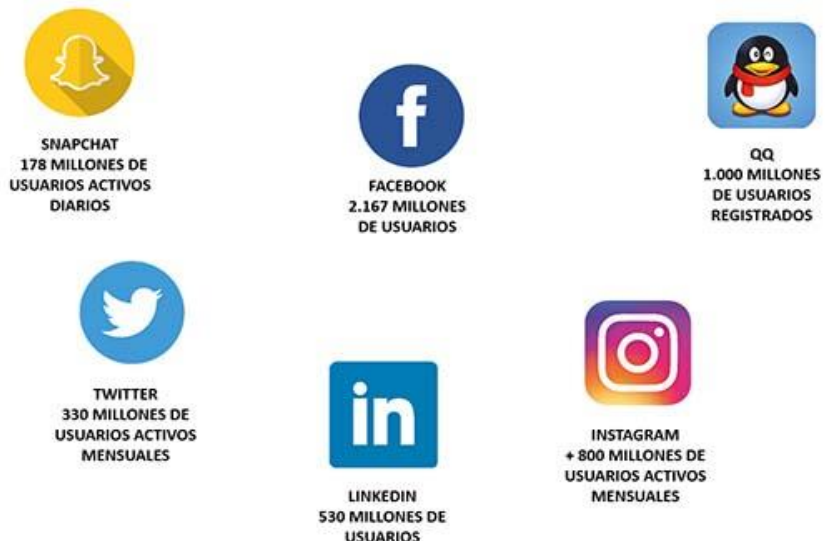 SNAPCHAT
178 MILLONES DE
USUARIOS ACTIVOS
DIARIOS
f
FACEBOOK
2.167 MILLONES
DE USUARIOS
QQ
1.000 MILLONES
DE USUARIOS
REGISTRADOS
TWITTER
330 MILLONES DE
USUARIOS ACTIVOS
MENSUALES
in
LINKEDIN
530 MILLONES DE
USUARIOS
INSTAGRAM
+ 800 MILLONES DE
USUARIOS ACTIVOS
MENSUALES